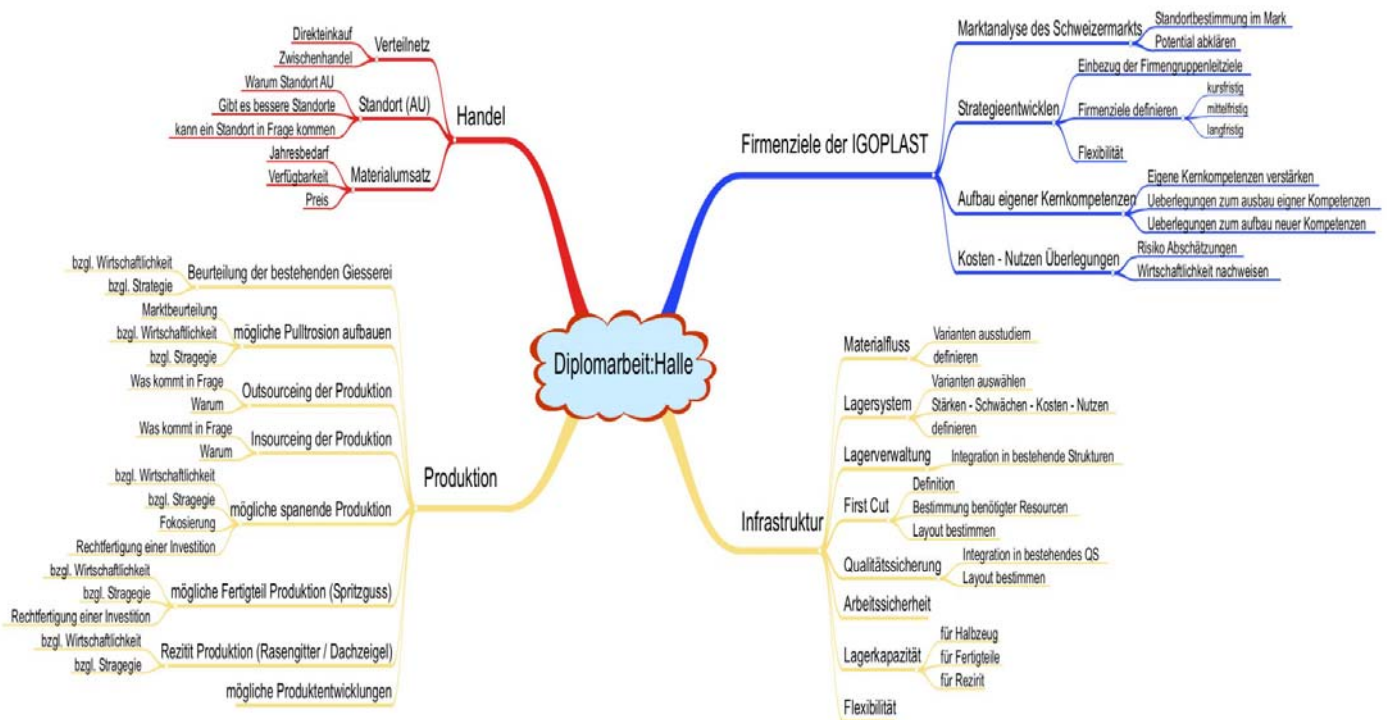 Diplomarbeit:Halle
Handel
Verteilnetz
Direkteinkauf
Zwischenhandel
Standort (AU)
Warum Standort AU
Gibt es bessere Standorte
kann ein Standort in Frage kommen
Materialumsatz
Jahresbedarf
Verfügbarkeit
Preis
Firmenziele der IGOPLAST
Marktanalyse des Schweizermarkts
Standortbestimmung im Mark
Potential abklären
Strategieentwicklen
Einbezug der Firmengruppenleitziele
Firmenziele definieren
kursfristig
mittelfristig
langfristig
Flexibilität
Aufbau eigener Kernkompetenzen
Eigene Kernkompetenzen verstärken
Ueberlegungen zum ausbau eigner Kompetenzen
Ueberlegungen zum aufbau neuer Kompetenzen
Kosten - Nutzen Überlegungen
Risiko Abschätzungen
Wirtschaftlichkeit nachweisen
Produktion
Beurteilung der bestehenden Giesserei
bzgl. Wirtschaftlichkeit
bzgl. Strategie
mögliche Pulltrosion aufbauen
Marktbeurteilung
bzgl. Wirtschaftlichkeit
bzgl. Stragegie
Outsourceing der Produktion
Was kommt in Frage
Warum
Insourceing der Produktion
Was kommt in Frage
Warum
mögliche spanende Produktion
bzgl. Wirtschaftlichkeit
bzgl. Stragegie
Fokosierung
Rechtfertigung einer Investition
mögliche Fertigteil Produktion (Spritzguss)
bzgl. Wirtschaftlichkeit
bzgl. Stragegie
Rechtfertigung einer Investition
Rezitit Produktion (Rasengitter / Dachzeigel)
bzgl. Wirtschaftlichkeit
bzgl. Stragegie
mögliche Produktentwicklungen
Infrastruktur
Materialfluss
Varianten ausstudiern
definieren
Lagersystem
Varianten auswählen
Stärken - Schwächen - Kosten - Nutzen
definieren
Lagerverwaltung
Integration in bestehende Strukturen
First Cut
Definition
Bestimmung benötigter Resourcen
Layout bestimmen
Qualitätssicherung
Integration in bestehendes QS
Layout bestimmen
Arbeitssicherheit
Lagerkapazität
für Halbzeug
für Fertigteile
für Rezirit
Flexibilität